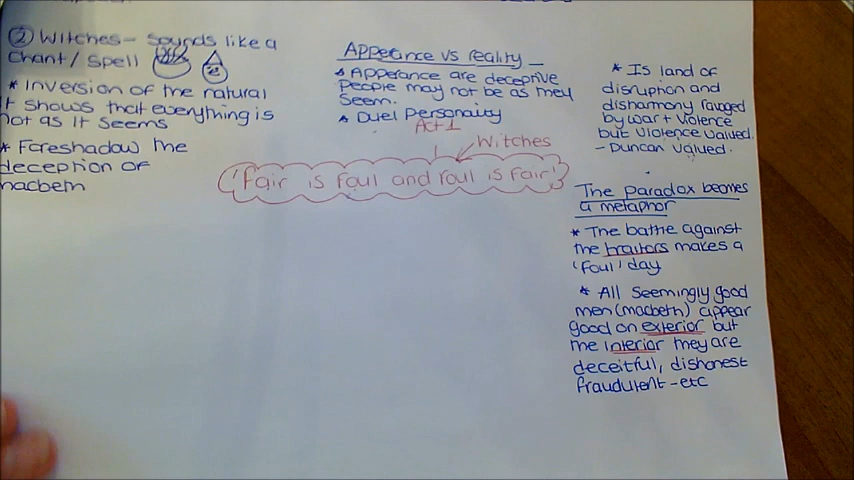 ② Witches - sounds like a
chant / spell
* Inversion of the natural
It shows that everything is
not as it seems
* Foreshadow the
deception of
macbeth
Appeance vs reality -
* Apperance are deceptive
people may not be as they
seem.
* Duel Personality
Act 1
Witches
'fair is foul and foul is fair'
* Is land of
disruption and
disharmony ravaged
by war + violence
but violence valued.
- Duncan valued.
The paradox becomes
a metaphor
* The battle against
the traitors makes a
'foul' day
* All seemingly good
men (macbeth) appear
good on exterior but
the interior they are
deceitful, dishonest
fraudulent - etc